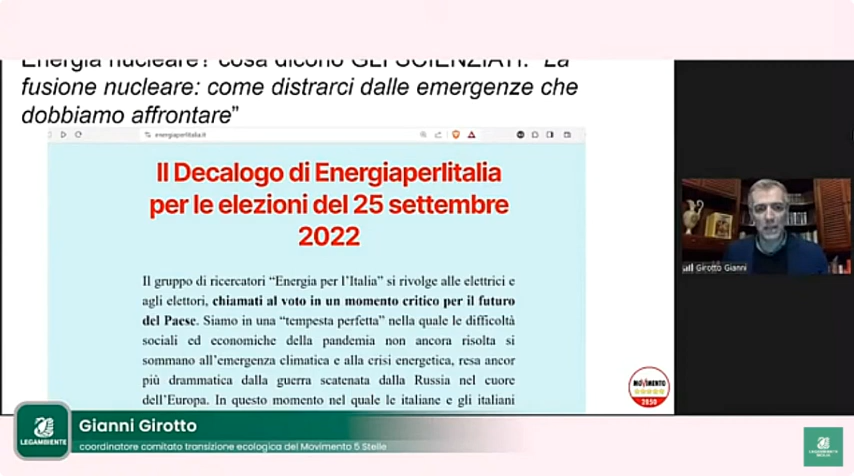 Energia nucleare? cosa dicono GLI SCIENZIATI: "La
fusione nucleare: come distrarci dalle emergenze che
dobbiamo affrontare"
energiaperlitalia.it
Il Decalogo di Energiaperlitalia
per le elezioni del 25 settembre
2022
Il gruppo di ricercatori "Energia per l'Italia" si rivolge alle elettrici e
agli elettori, chiamati al voto in un momento critico per il futuro
del Paese. Siamo in una "tempesta perfetta" nella quale le difficoltà
sociali ed economiche della pandemia non ancora risolta si
sommano all'emergenza climatica e alla crisi energetica, resa ancor
più drammatica dalla guerra scatenata dalla Russia nel cuore
dell'Europa. In questo momento nel quale le italiane e gli italiani
MOVIMENTO
2050
Girotto Gianni
LEGAMBIENTE
Gianni Girotto
coordinatore comitato transizione ecologica del Movimento 5 Stelle
LEGAMBIENTE